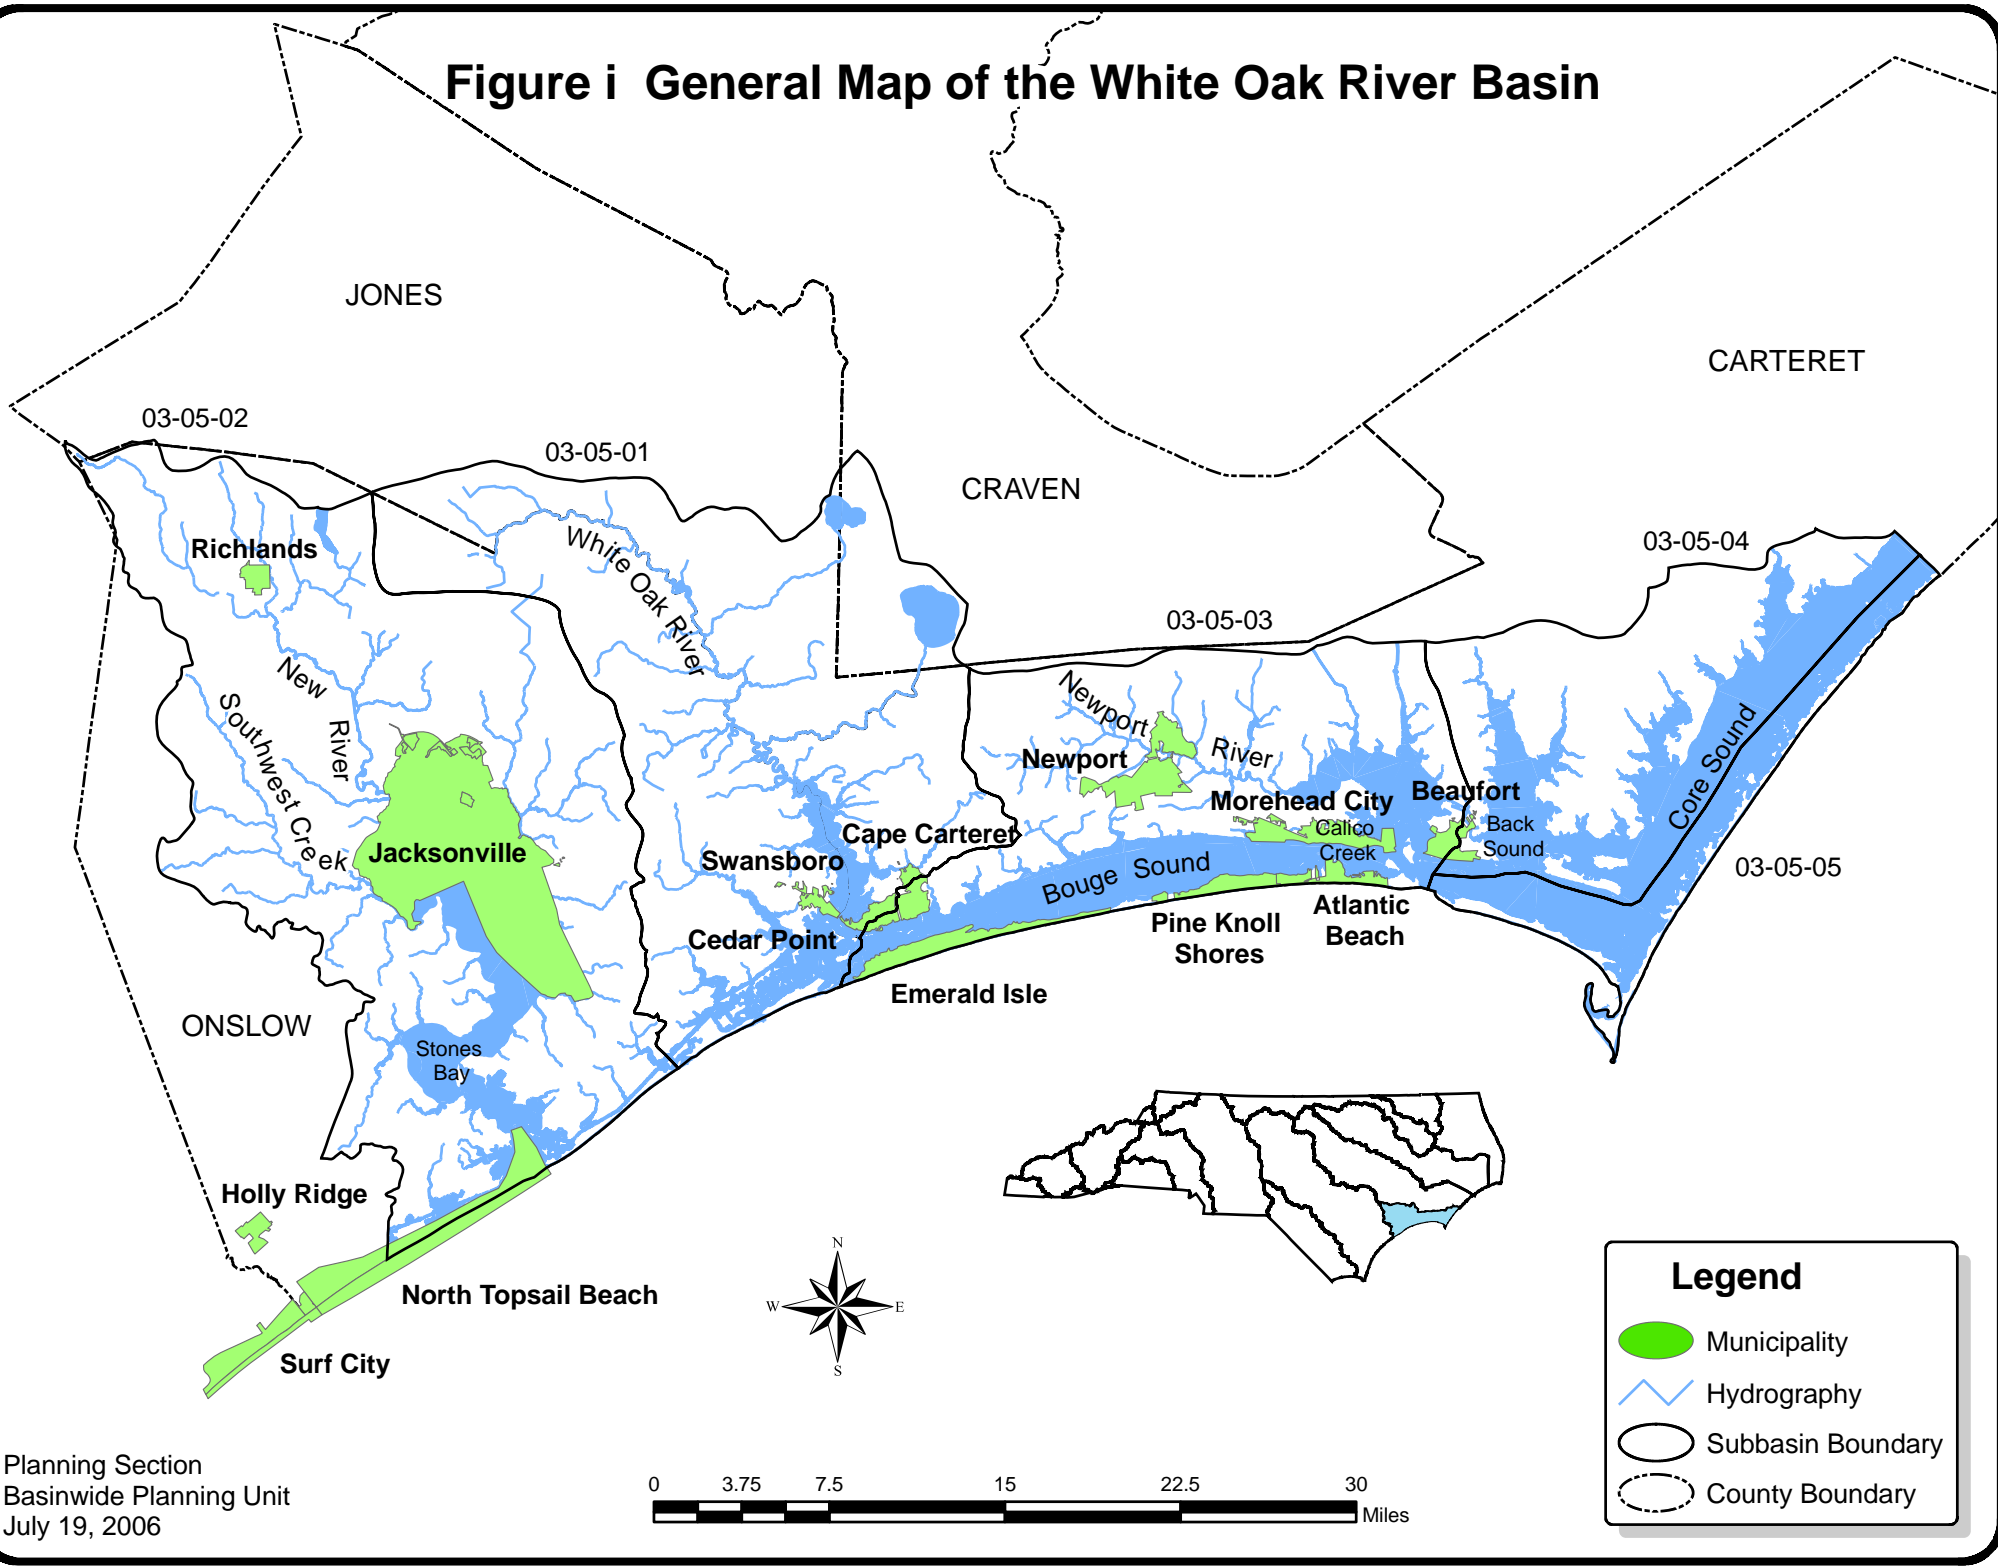 Figure i  General Map of the White Oak River Basin
JONES
CARTERET
03-05-02
03-05-01
CRAVEN
03-05-04
Richlands
White Oak River
03-05-03
New River
Southwest Creek
Newport River
Newport
Core Sound
Morehead City
Beaufort
Calico
Creek
Back
Sound
Cape Carteret
Jacksonville
Swansboro
Bouge Sound
03-05-05
Cedar Point
Pine Knoll
Shores
Atlantic
Beach
Emerald Isle
ONSLOW
Stones
Bay
Holly Ridge
North Topsail Beach
Surf City
N
W
E
S
Legend
Municipality
Hydrography
Subbasin Boundary
County Boundary
Planning Section
Basinwide Planning Unit
July 19, 2006
0 3.75 7.5 15 22.5 30
Miles